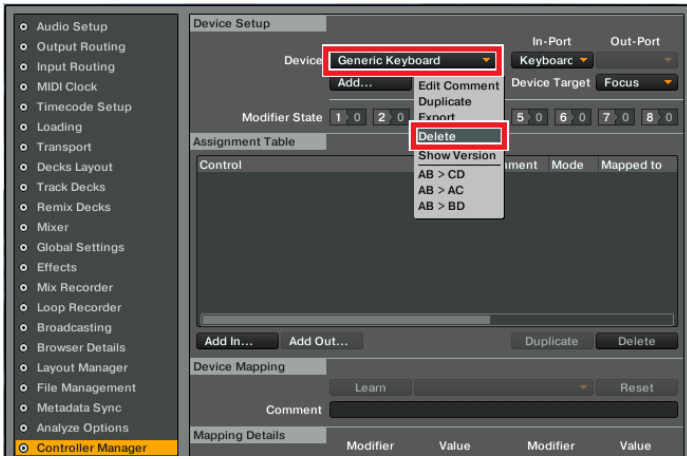 Audio Setup
Output Routing
Input Routing
MIDI Clock
Timecode Setup
Loading
Transport
Decks Layout
Track Decks
Remix Decks
Mixer
Global Settings
Effects
Mix Recorder
Loop Recorder
Broadcasting
Browser Details
Layout Manager
File Management
Metadata Sync
Analyze Options
Controller Manager
Device Setup
In-Port Out-Port
Device Generic Keyboard Keyboarc
Add... Device Target Focus
Edit Comment
Duplicate
Export
Delete
Show Version
AB > CD
AB > AC
AB > BD
Modifier State 1 0 2 0 5 0 6 0 7 0 8 0
Assignment Table
Control Mode Mapped to
Add In... Add Out... Duplicate Delete
Device Mapping
Learn Reset
Comment
Mapping Details
Modifier Value Modifier Value